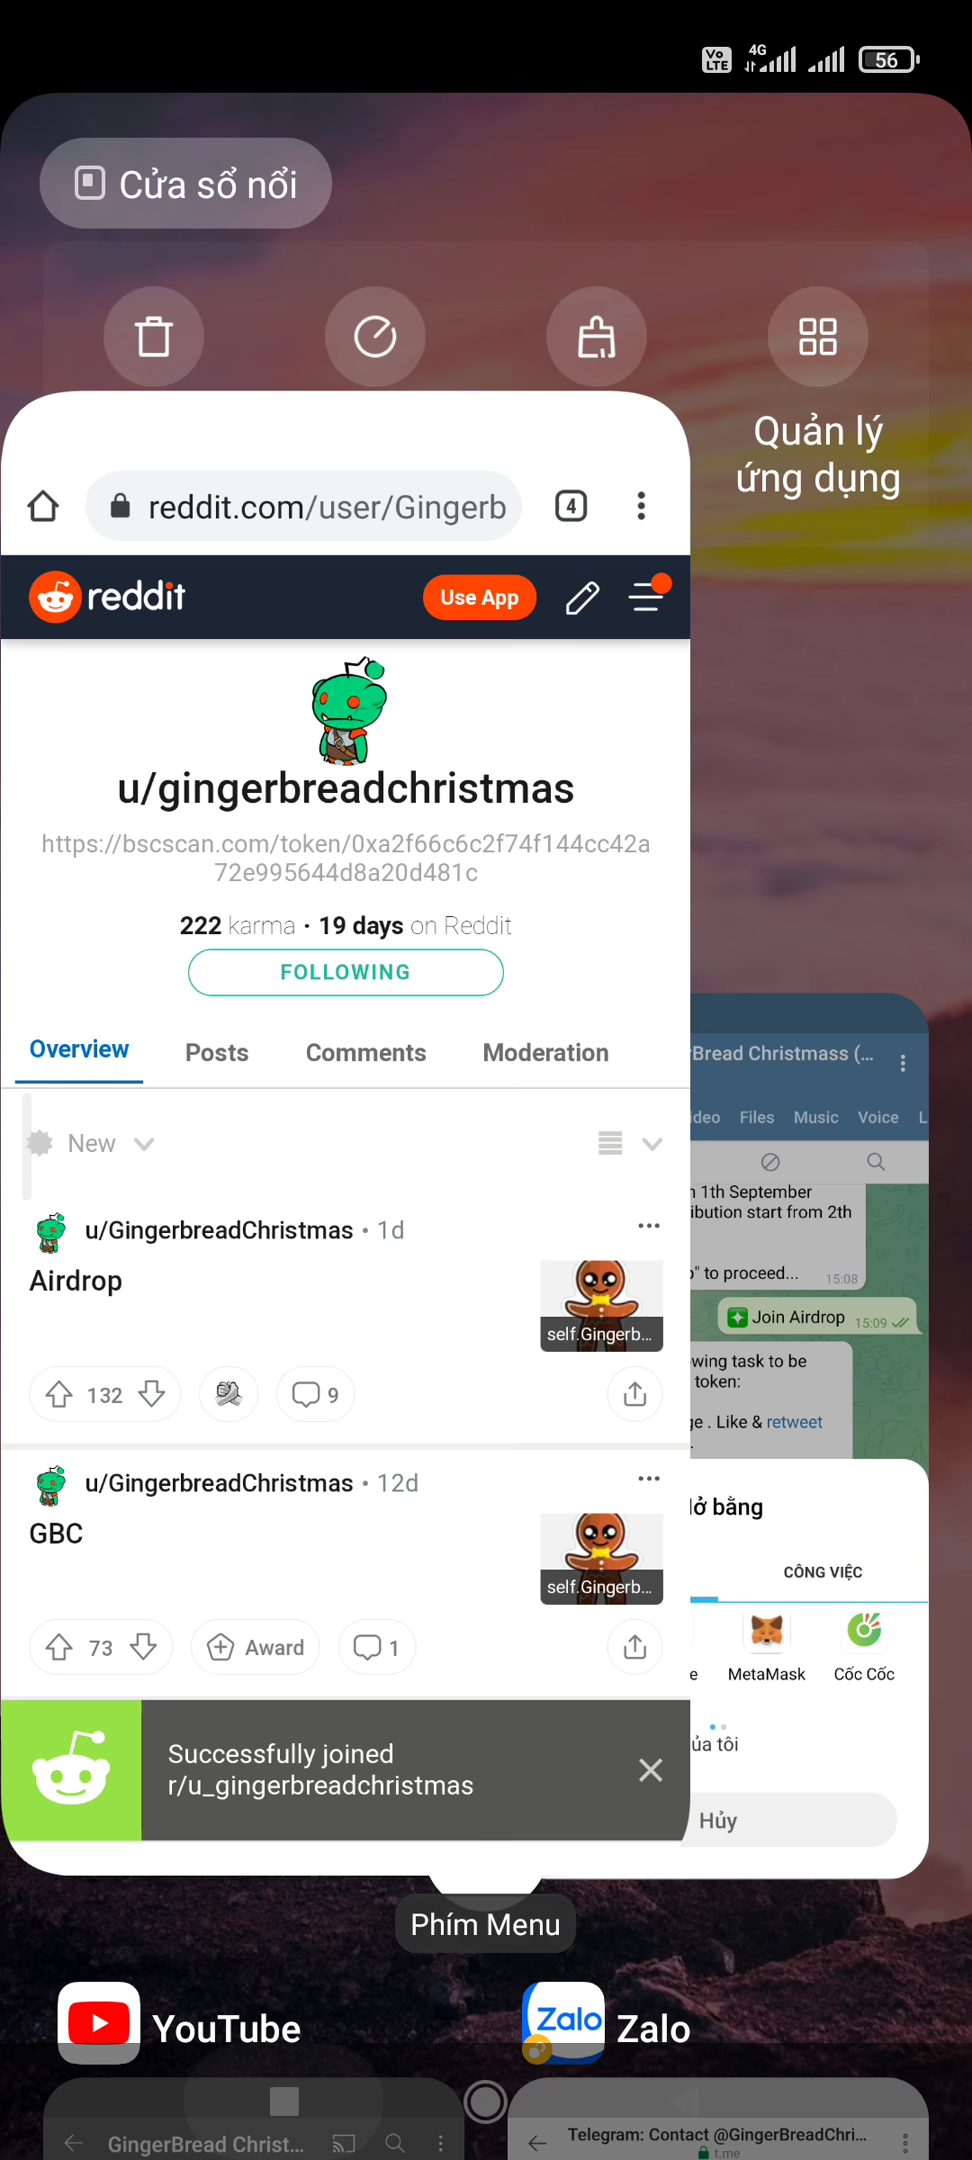 Vo LTE
4G
56
Cửa sổ nổi
Quản lý
ứng dụng
reddit.com/user/Gingerb
4
reddit
Use App
u/gingerbreadchristmas
https://bscscan.com/token/0xa2f66c6c2f74f144cc42a
72e995644d8a20d481c
222 karma • 19 days on Reddit
FOLLOWING
Overview
Posts
Comments
Moderation
New
u/GingerbreadChristmas • 1d
Airdrop
self.Gingerb...
132
9
u/GingerbreadChristmas • 12d
GBC
self.Gingerb...
73
Award
1
Successfully joined
r/u_gingerbreadchristmas
Bread Christmass (...
Files
Music
Voice
1th September
start from 2th
to proceed...
15:08
Join Airdrop
15:09
to be
token:
. Like & retweet
bằng
CÔNG VIỆC
MetaMask
Cốc Cốc
tôi
Hủy
Phím Menu
YouTube
Zalo
Zalo
GingerBread Christ...
Telegram: Contact @GingerBreadChri...
t.me